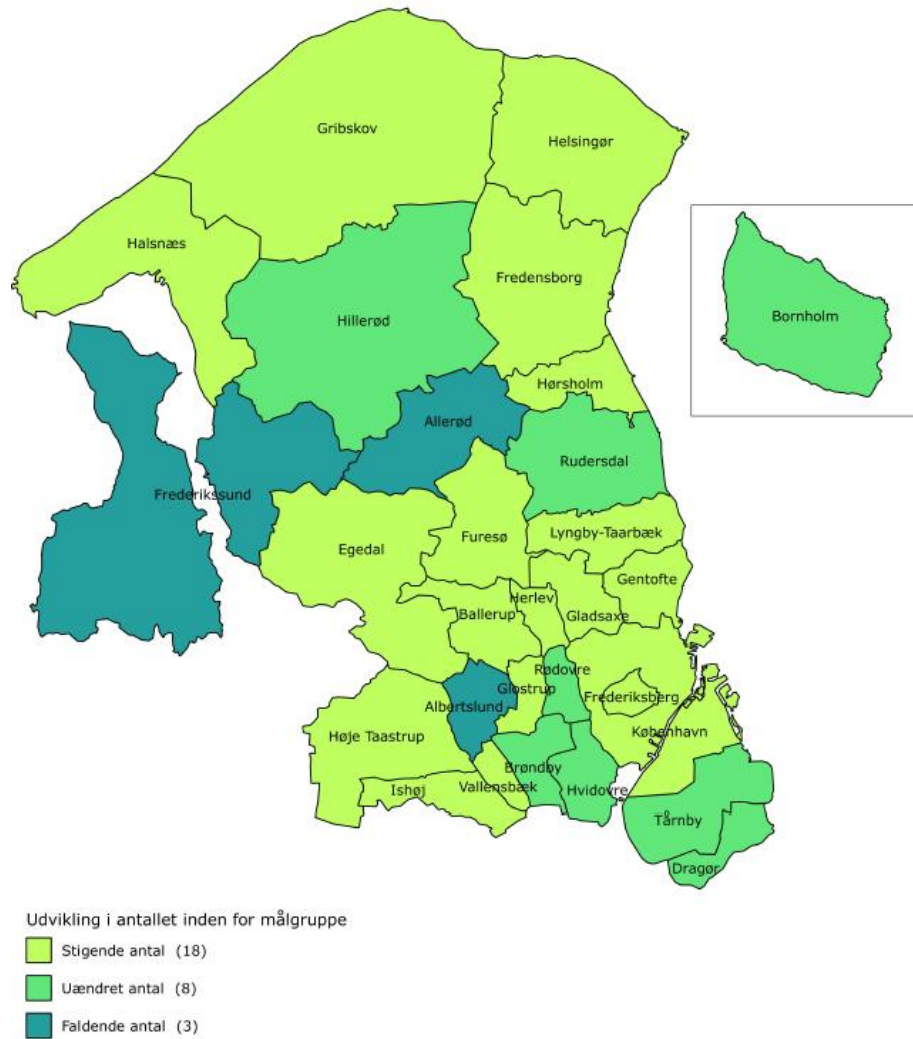 Gribskov
Helsingør
Halsnæs
Fredensborg
Hillerød
Bornholm
Hørsholm
Allerød
Rudersdal
Frederikssund
Egedal
Furesø
Lyngby-Taarbæk
Gentofte
Herlev
Ballerup
Gladsaxe
Rødovre
Glostrup
Frederiksberg
Albertslund
København
Høje Taastrup
Brøndby
Ishøj
Vallensbæk
Hvidovre
Tårnby
Dragør
Udvikling i antallet inden for målgruppe
Stigende antal (18)
Uændret antal (8)
Faldende antal (3)